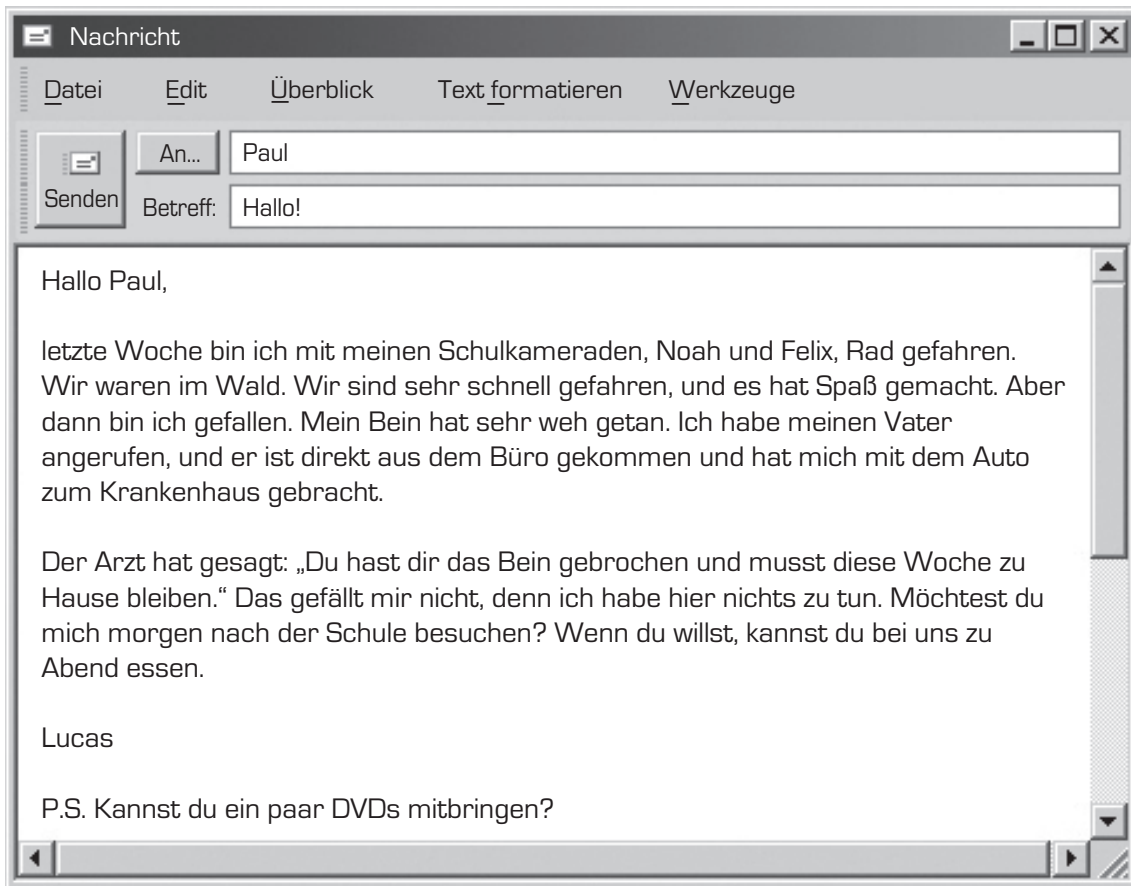 Nachricht
Datei Edit Überblick Text formatieren Werkzeuge
An... Paul
Senden Betreff: Hallo!
Hallo Paul,
letzte Woche bin ich mit meinen Schulkameraden, Noah und Felix, Rad gefahren.
Wir waren im Wald. Wir sind sehr schnell gefahren, und es hat Spaß gemacht. Aber
dann bin ich gefallen. Mein Bein hat sehr weh getan. Ich habe meinen Vater
angerufen, und er ist direkt aus dem Büro gekommen und hat mich mit dem Auto
zum Krankenhaus gebracht.
Der Arzt hat gesagt: „Du hast dir das Bein gebrochen und musst diese Woche zu
Hause bleiben.“ Das gefällt mir nicht, denn ich habe hier nichts zu tun. Möchtest du
mich morgen nach der Schule besuchen? Wenn du willst, kannst du bei uns zu
Abend essen.
Lucas
P.S. Kannst du ein paar DVDs mitbringen?